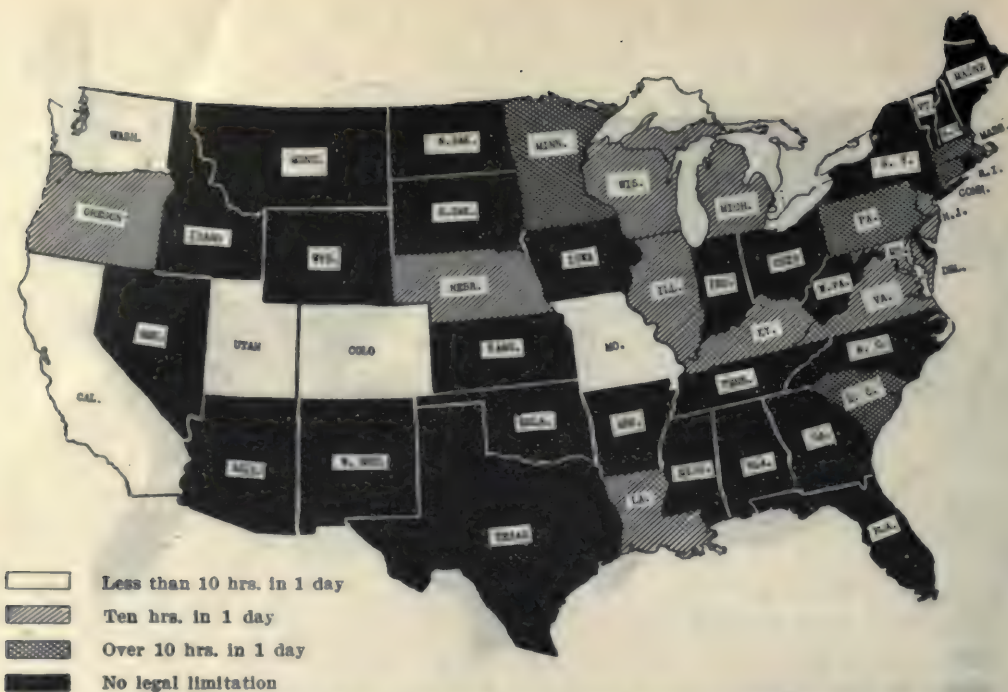 MAINE
WASH.
MONT.
N.DAK.
MINN.
VT.
MASS.
N. Y.
R.I.
CONN.
OREGON
IDAHO
S.DAK.
WIS.
MICH.
PA.
N.J.
WYO.
IOWA
NEBR.
ILL.
IND.
OHIO
W.VA.
VA.
DEL.
NEV.
UTAH
COLO
KANS.
MO.
KY.
CAL.
TENN.
N. C.
S. C.
ARIZ.
N. MEX.
OKLA.
ARK.
MISS.
ALA.
GA.
LA.
TEXAS
FLA.
Less than 10 hrs. in 1 day
Ten hrs. in 1 day
Over 10 hrs. in 1 day
No legal limitation